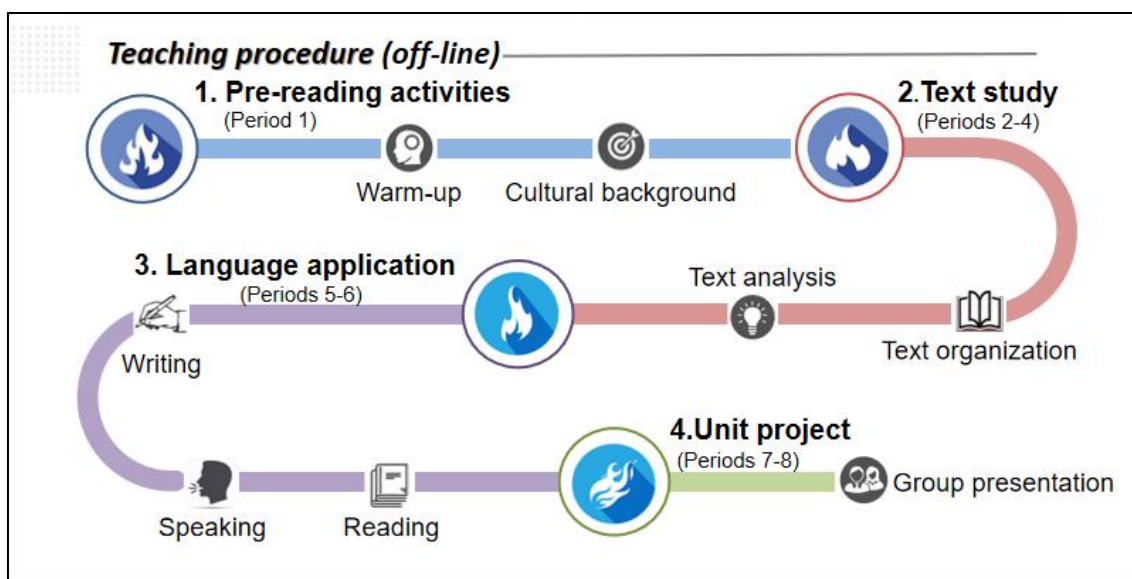 Teaching procedure (off-line)
1. Pre-reading activities
(Period 1)
Warm-up
Cultural background
2.Text study
(Periods 2-4)
Text organization
Text analysis
3. Language application
(Periods 5-6)
Writing
Speaking
Reading
4.Unit project
(Periods 7-8)
Group presentation